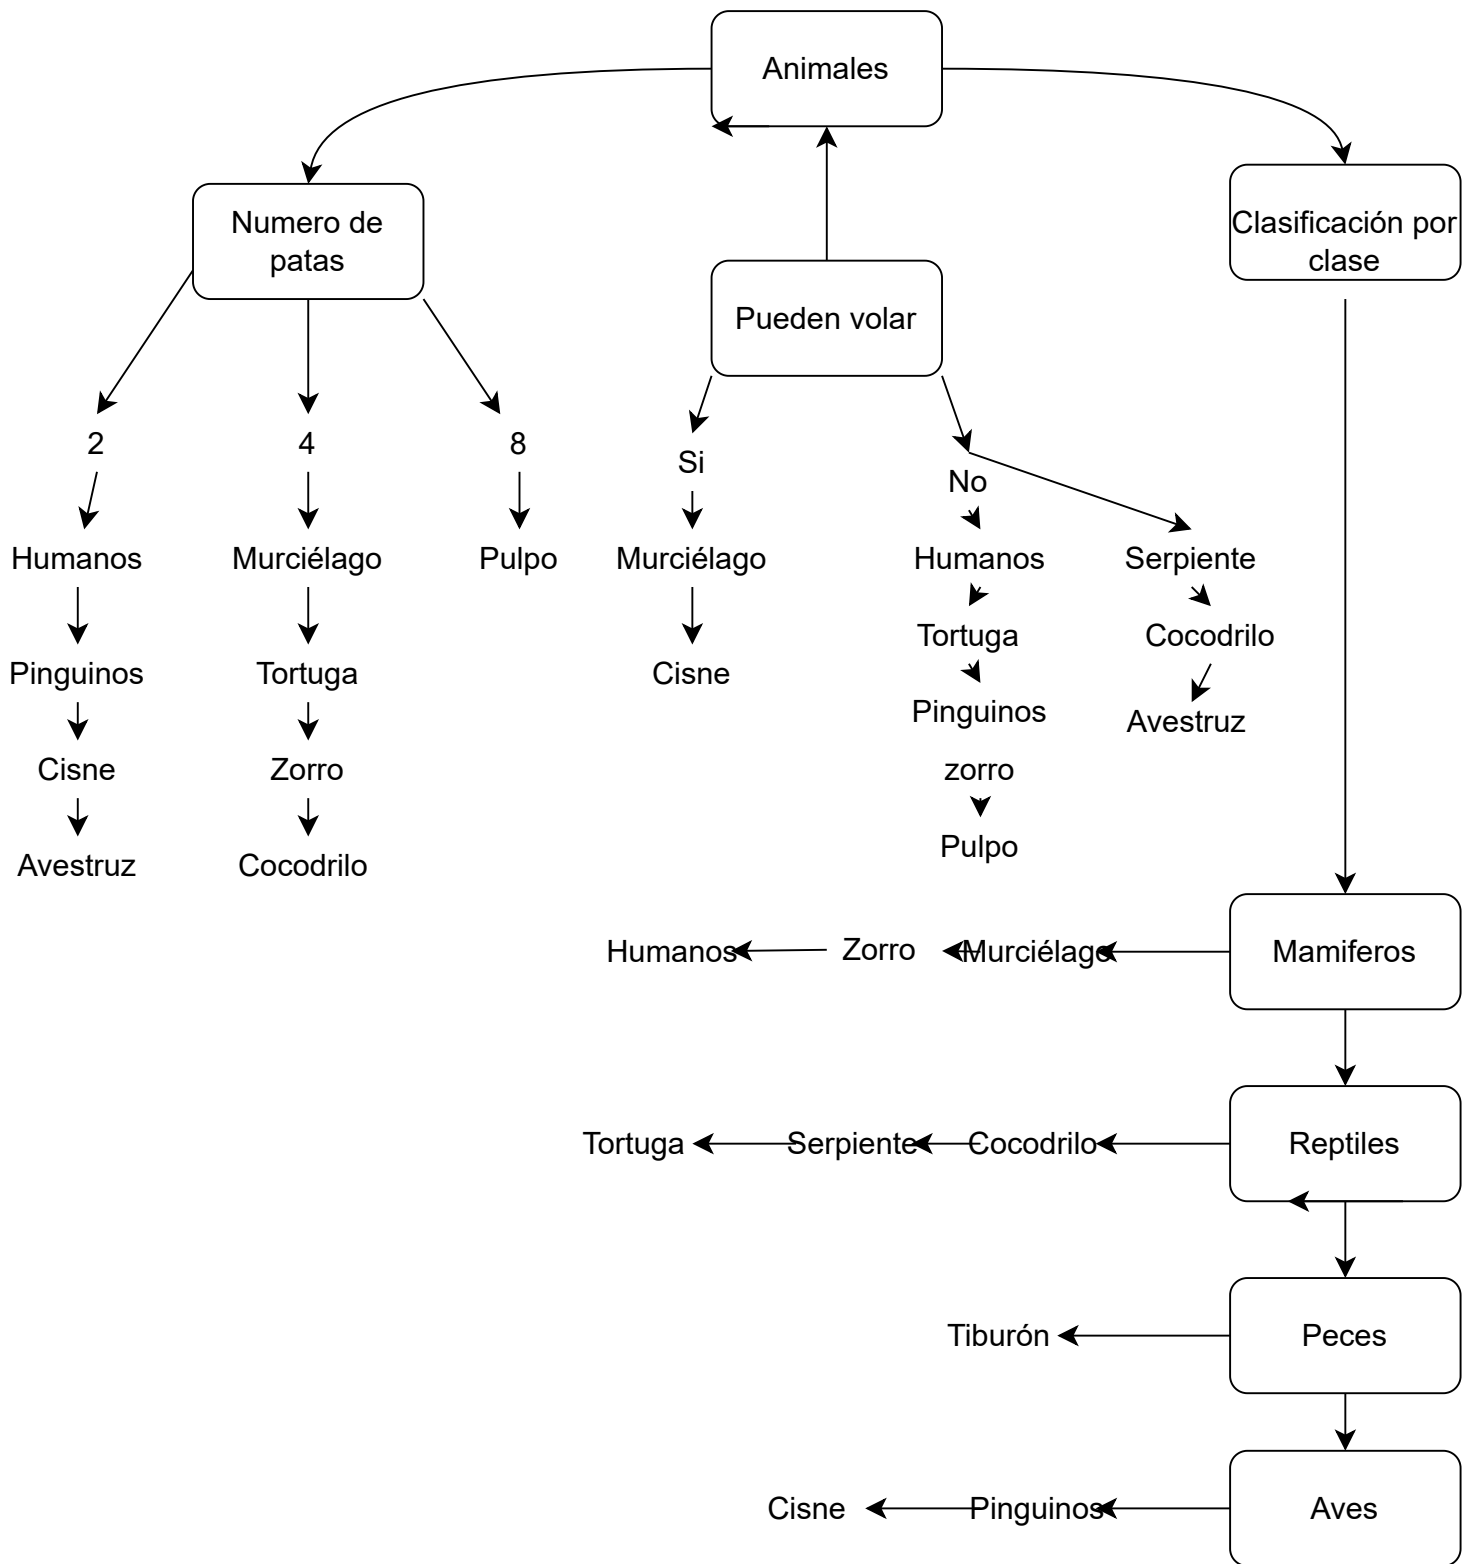 Animales
Numero de
patas
Pueden volar
Clasificación por
clase
2
4
8
Si
No
Humanos
Murciélago
Pulpo
Murciélago
Humanos
Serpiente
Tortuga
Cocodrilo
Pinguinos
Tortuga
Cisne
Pinguinos
Avestruz
Cisne
Zorro
zorro
Pulpo
Avestruz
Cocodrilo
Humanos
Zorro
Murciélago
Mamiferos
Tortuga
Serpiente
Cocodrilo
Reptiles
Tiburón
Peces
Cisne
Pinguinos
Aves